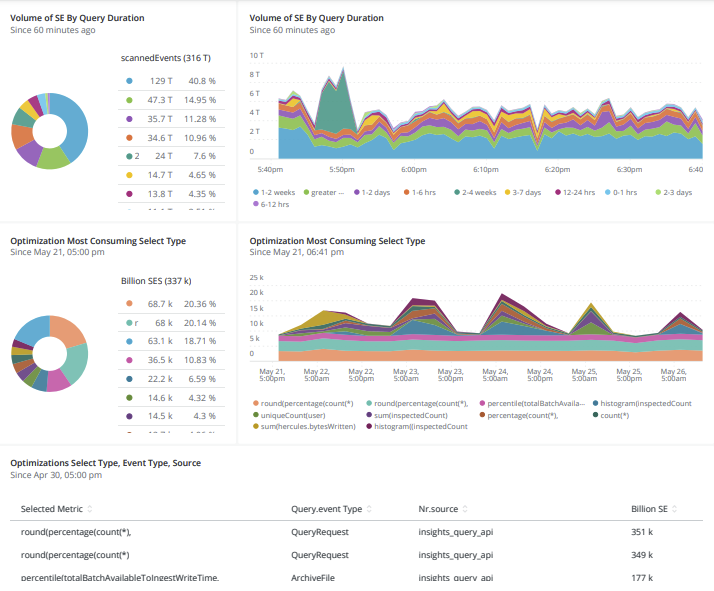 Volume of SE By Query Duration
Since 60 minutes ago
scannedEvents (316 T)
129 T 40.8 %
47.3 T 14.95 %
35.7 T 11.28 %
34.6 T 10.96 %
2 24 T 7.6 %
14.7 T 4.65 %
13.8 T 4.35 %
Volume of SE By Query Duration
Since 60 minutes ago
10 T
8 T
6 T
4 T
2 T
0
5:40pm 5:50pm 6:00pm 6:10pm 6:20pm 6:30pm 6:40
1-2 weeks greater ··· 1-2 days 1-6 hrs 2-4 weeks 3-7 days 12-24 hrs 0-1 hrs 2-3 days
6-12 hrs
Optimization Most Consuming Select Type
Since May 21, 05:00 pm
Billion SES (337 k)
68.7 k 20.36 %
r 68 k 20.14 %
63.1 k 18.71 %
36.5 k 10.83 %
22.2 k 6.59 %
14.6 k 4.32 %
14.5 k 4.3 %
Optimization Most Consuming Select Type
Since May 21, 06:41 pm
25 k
20 k
15 k
10 k
5 k
0
May 21, May 22, May 22, May 23, May 23, May 24, May 24, May 25, May 25, May 26,
5:00pm 5:00am 5:00pm 5:00am 5:00pm 5:00am 5:00pm 5:00am 5:00pm 5:00am
round(percentage(count(*) round(percentage(count(*), percentile(totalBatchAvaila··· histogram(inspectedCount
uniqueCount(user) sum(inspectedCount) percentage(count(*), count(*)
sum(hercules.bytesWritten) histogram((inspectedCount
Optimizations Select Type, Event Type, Source
Since Apr 30, 05:00 pm
Selected Metric Query.event Type Nr.source Billion SE
round(percentage(count(*), QueryRequest insights_query_api 351 k
round(percentage(count(*) QueryRequest insights_query_api 349 k
percentile(totalBatchAvailableToIngestWriteTime, ArchiveFile insights_query_api 177 k